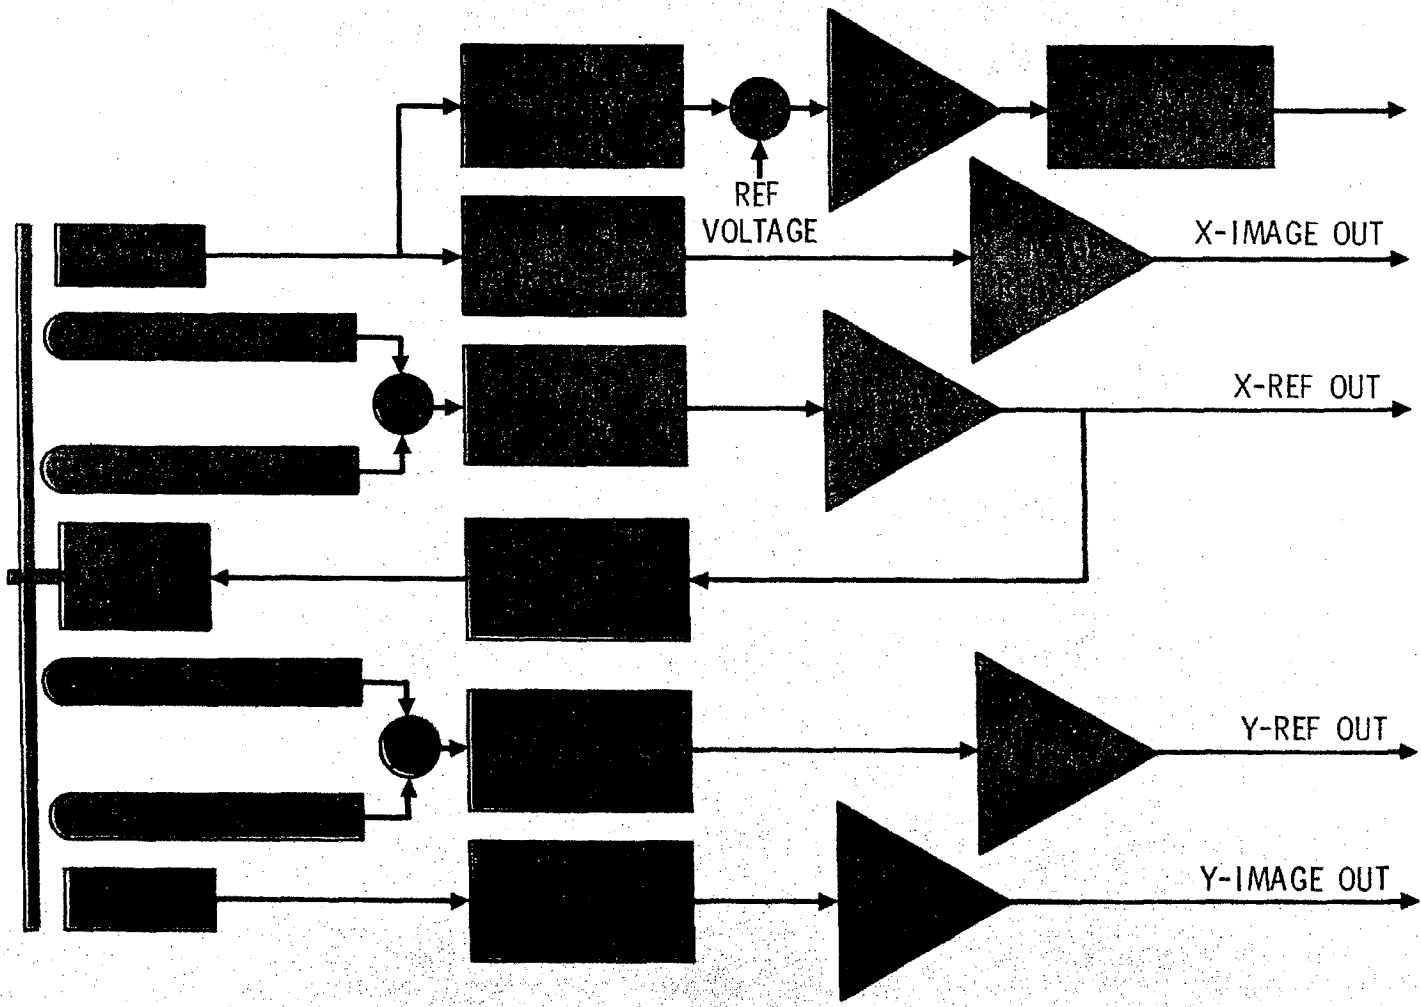 REF
VOLTAGE
X-IMAGE OUT
X-REF OUT
Y-REF OUT
Y-IMAGE OUT